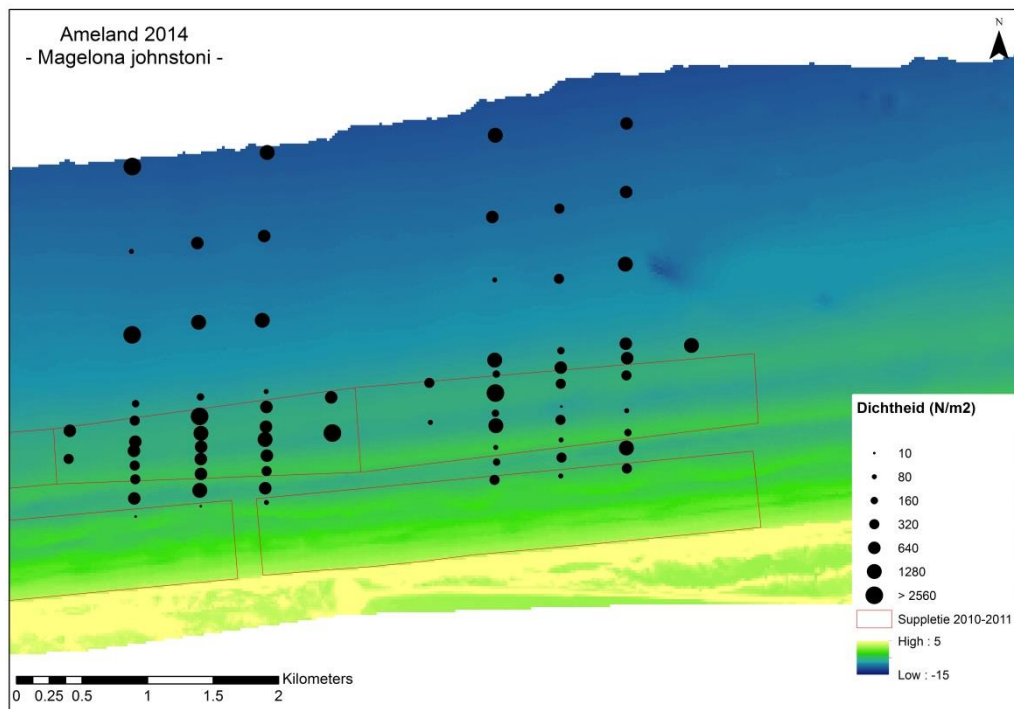 Ameland 2014
- Magelona johnstoni -
N
Dichtheid (N/m2)
10
80
160
320
640
1280
> 2560
Suppletie 2010-2011
High : 5
Low : -15
Kilometers
0 0.25 0.5 1 1.5 2